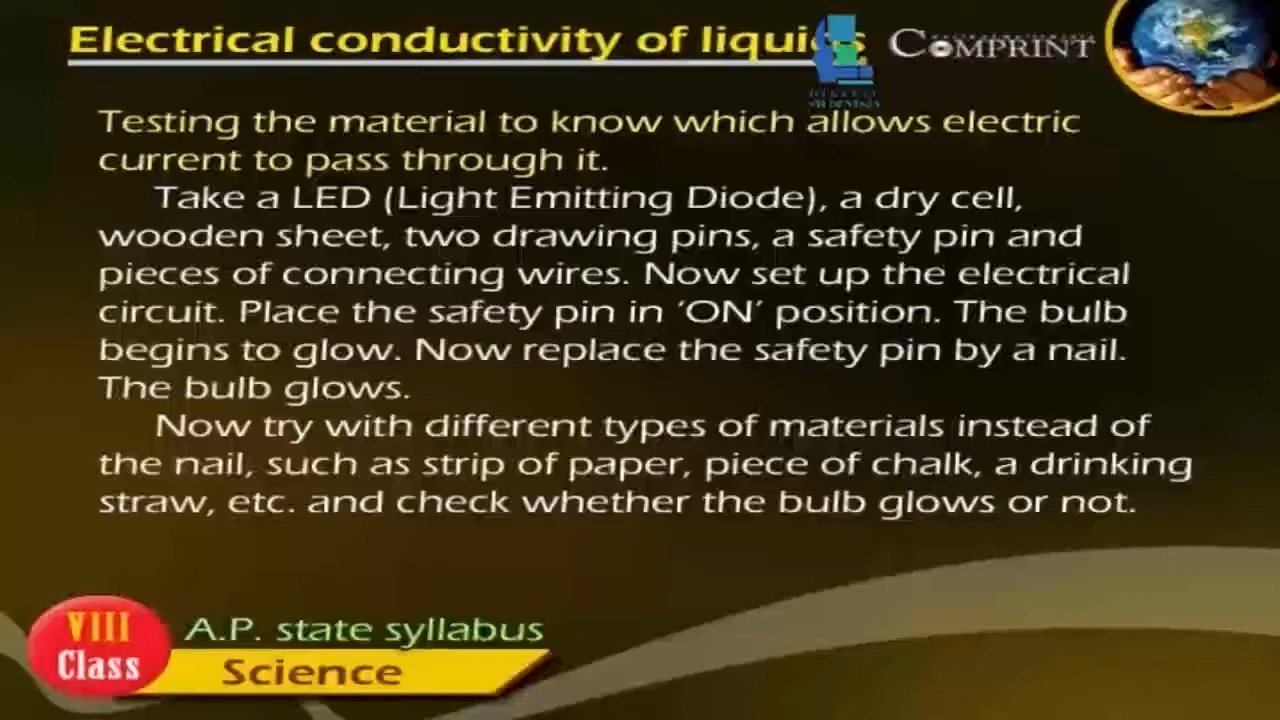 Electrical conductivity of liquids
COMPRINT
Testing the material to know which allows electric
current to pass through it.
Take a LED (Light Emitting Diode), a dry cell,
wooden sheet, two drawing pins, a safety pin and
pieces of connecting wires. Now set up the electrical
circuit. Place the safety pin in ‘ON’ position. The bulb
begins to glow. Now replace the safety pin by a nail.
The bulb glows.
Now try with different types of materials instead of
the nail, such as strip of paper, piece of chalk, a drinking
straw, etc. and check whether the bulb glows or not.
VIII
Class
A.P. state syllabus
Science